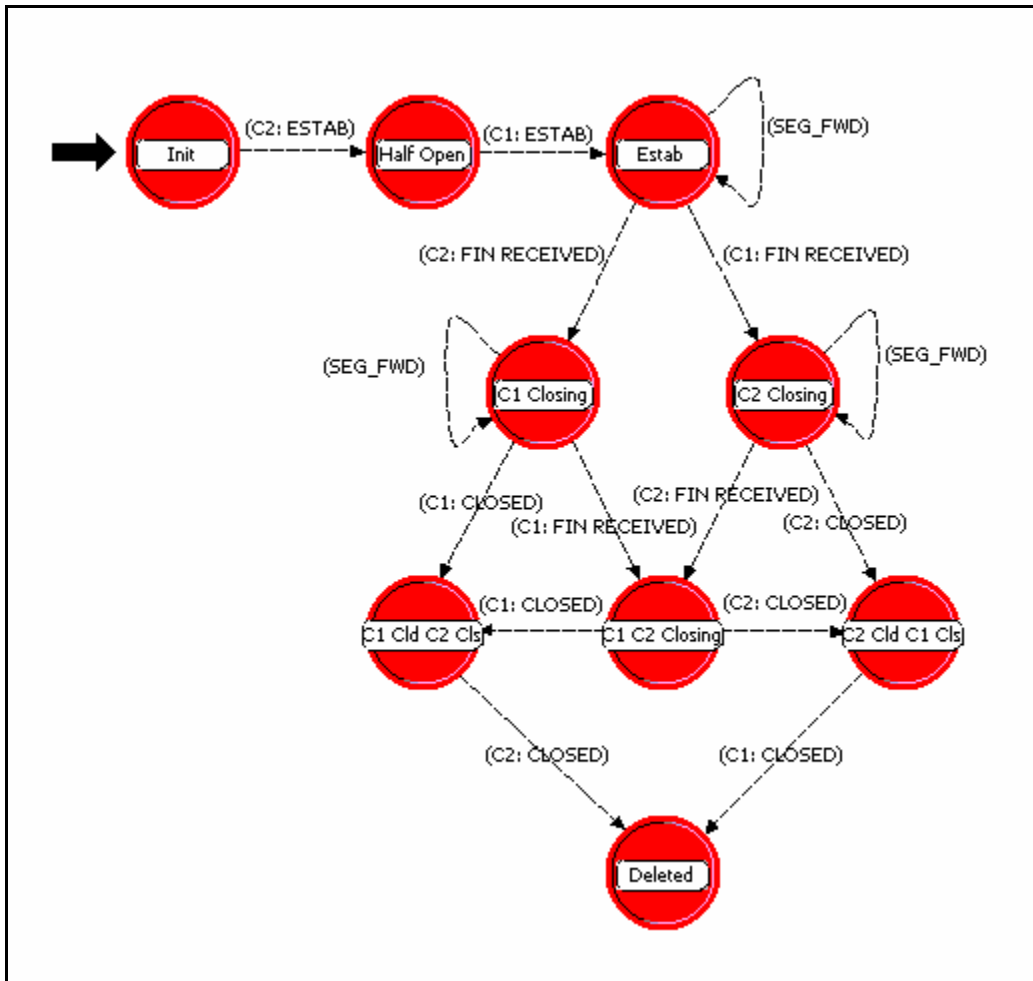 (C2: ESTAB)
(C1: ESTAB)
(SEG_FWD)
Init
Half Open
Estab
(C2: FIN RECEIVED)
(C1: FIN RECEIVED)
(SEG_FWD)
(SEG_FWD)
C1 Closing
C2 Closing
(C1: CLOSED)
(C1: FIN RECEIVED)
(C2: FIN RECEIVED)
(C2: CLOSED)
(C1: CLOSED)
(C2: CLOSED)
C1 Cld C2 Cls
C1 C2 Closing
C2 Cld C1 Cls
(C2: CLOSED)
(C1: CLOSED)
Deleted